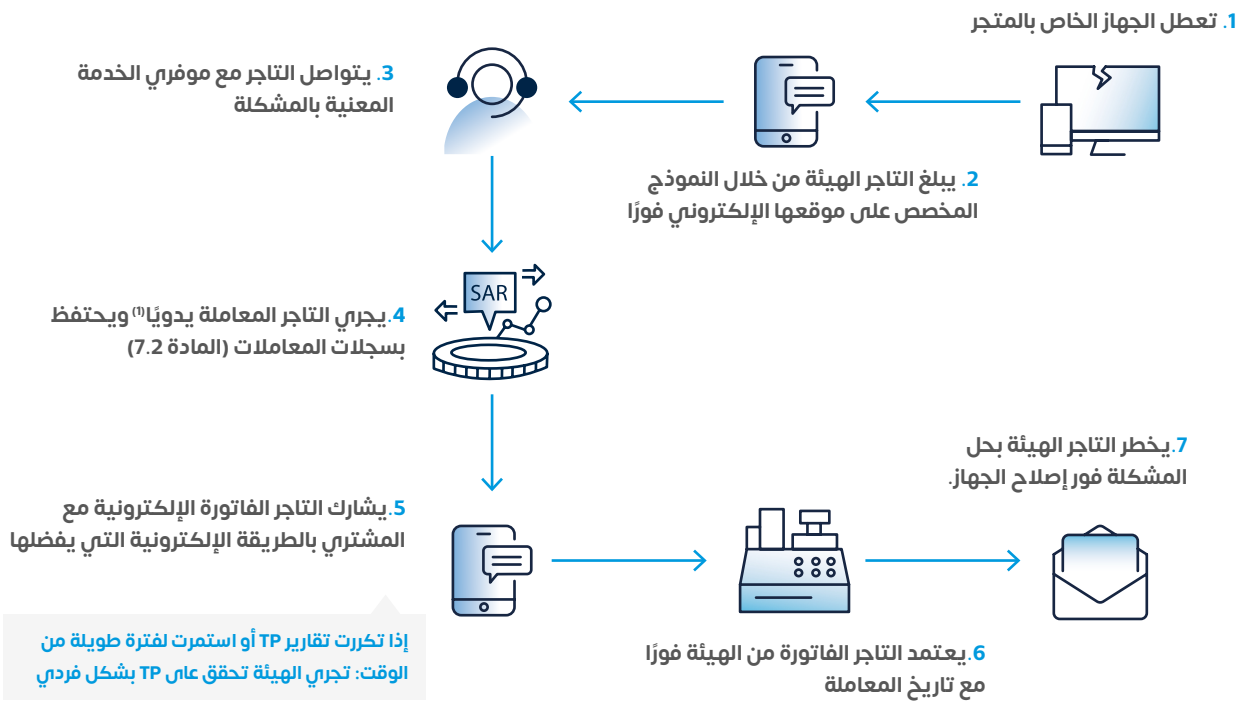 1. تعطل الجهاز الخاص بالمتجر
2. يبلغ التاجر الهيئة من خلال النموذج
المخصص على موقعها الإلكتروني فورًا
3. يتواصل التاجر مع موفري الخدمة
المعنية بالمشكلة
SAR
4.يجري التاجر المعاملة يدويًا(1) ويحتفظ
بسجلات المعاملات (المادة 7.2)
5.يشارك التاجر الفاتورة الإلكترونية مع
المشتري بالطريقة الإلكترونية التي يفضلها
إذا تكررت تقارير TP أو استمرت لفترة طويلة من
الوقت: تجري الهيئة تحقق على TP بشكل فردي
6.يعتمد التاجر الفاتورة من الهيئة فورًا
مع تاريخ المعاملة
7.يخطر التاجر الهيئة بحل
المشكلة فور إصلاح الجهاز.